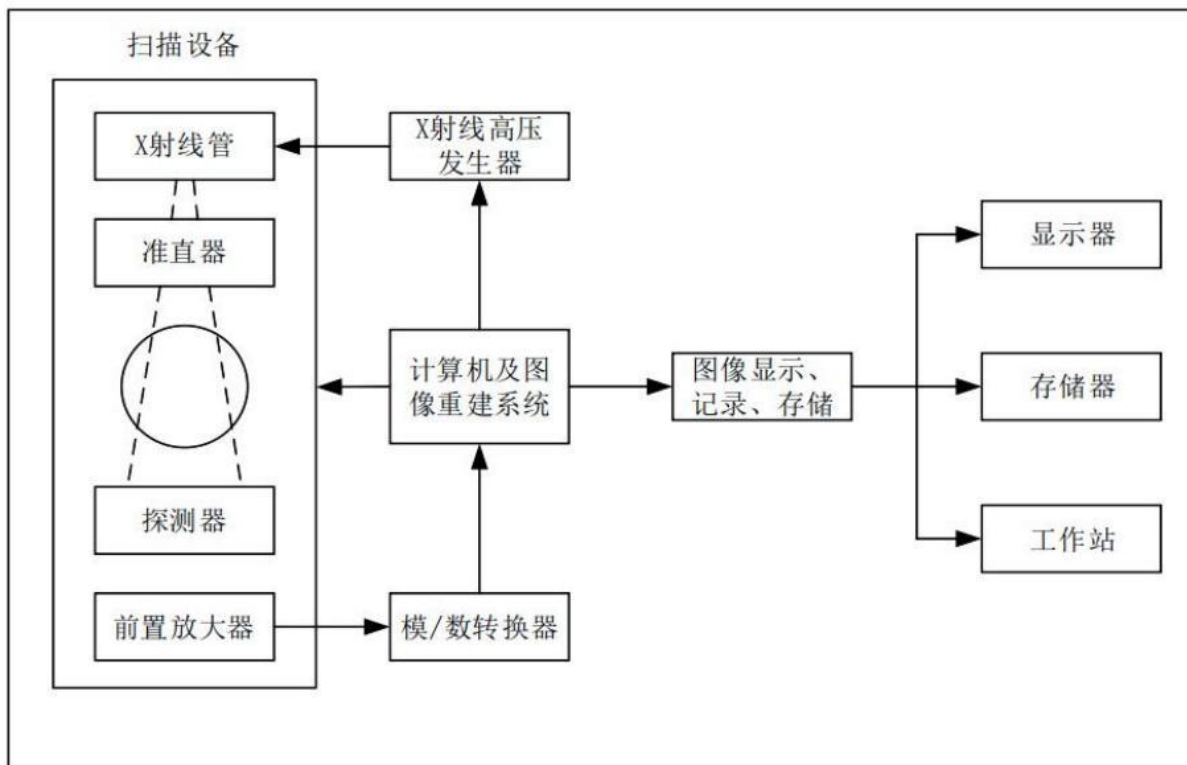 扫描设备
X射线管
X射线高压
发生器
准直器
显示器
计算机及图
像重建系统
图像显示、
记录、存储
存储器
探测器
工作站
前置放大器
模/数转换器